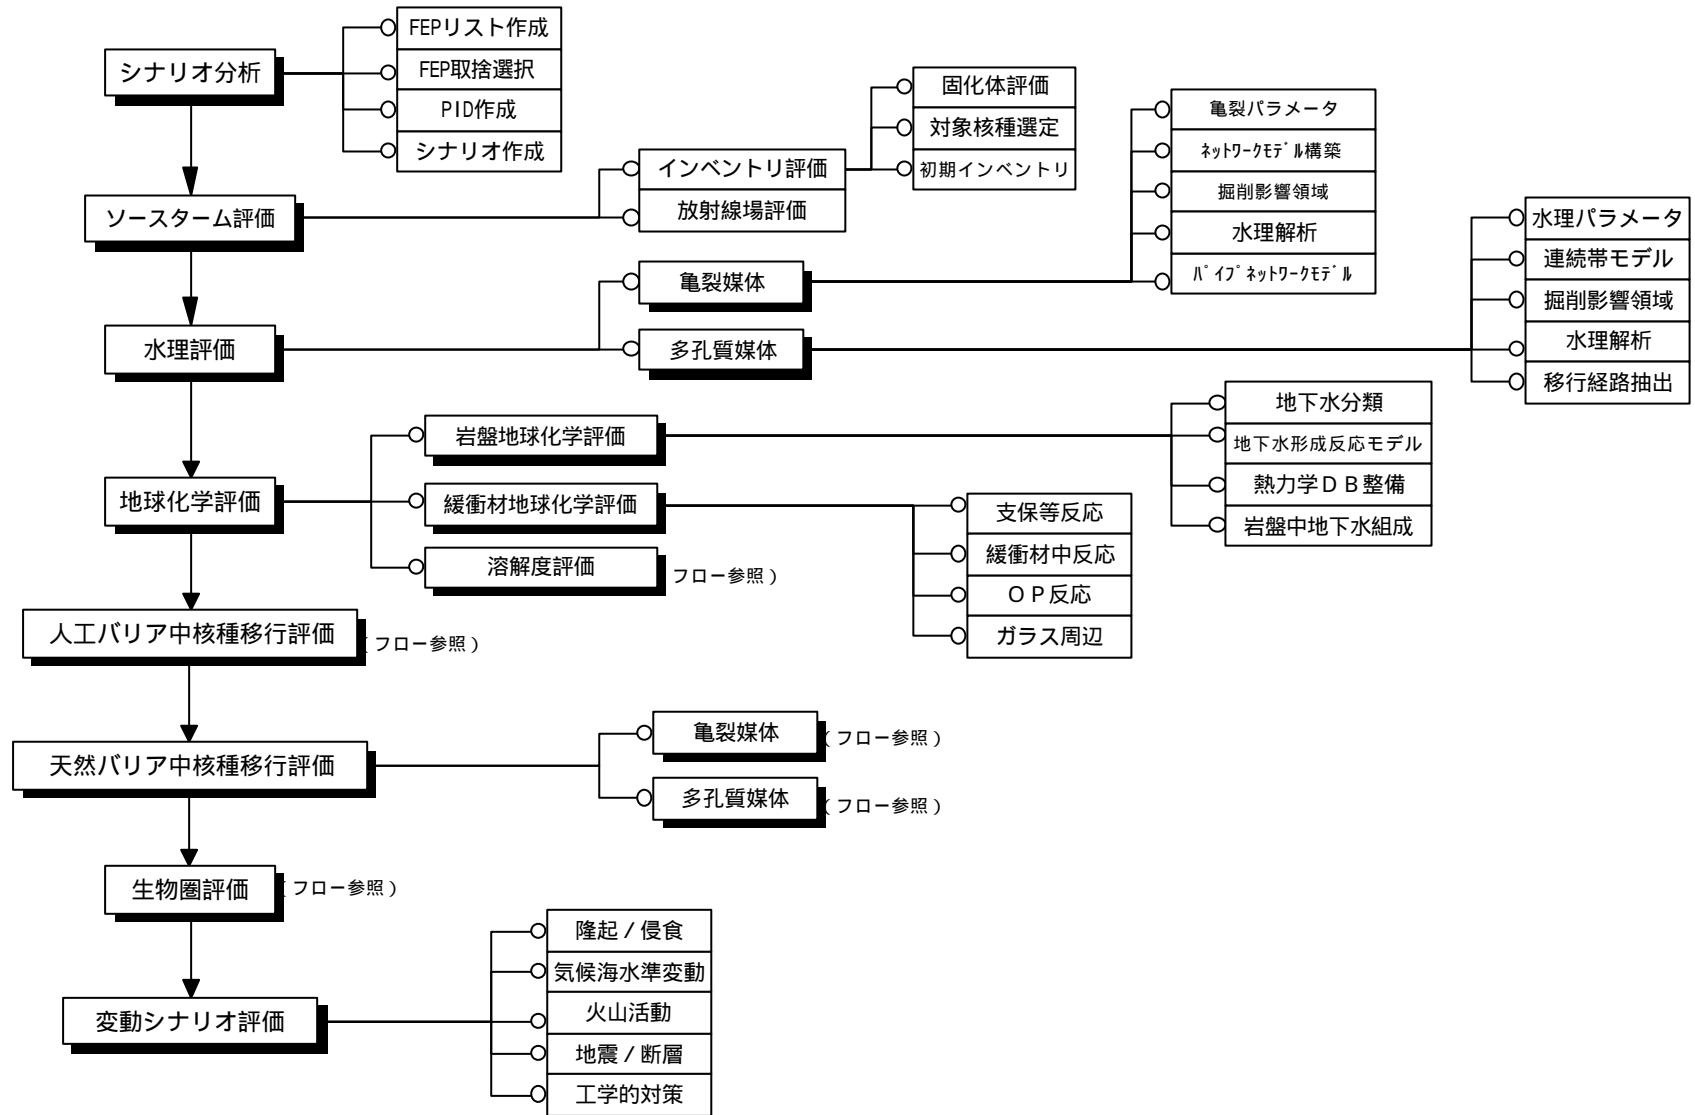 シナリオ分析
FEPリスト作成
FEP取捨選択
PID作成
シナリオ作成
ソースターム評価
インベントリ評価
放射線場評価
固化体評価
対象核種選定
初期インベントリ
水理評価
亀裂媒体
亀裂パラメータ
ネットワークモデル構築
掘削影響領域
水理解析
パイプネットワークモデル
多孔質媒体
水理パラメータ
連続帯モデル
掘削影響領域
水理解析
移行経路抽出
地球化学評価
岩盤地球化学評価
地下水分類
地下水形成反応モデル
熱力学DB整備
岩盤中地下水組成
緩衝材地球化学評価
支保等反応
緩衝材中反応
OP反応
ガラス周辺
溶解度評価
フロー参照)
人工バリア中核種移行評価
(フロー参照)
天然バリア中核種移行評価
亀裂媒体
(フロー参照)
多孔質媒体
(フロー参照)
生物圏評価
(フロー参照)
変動シナリオ評価
隆起/侵食
気候海水準変動
火山活動
地震/断層
工学的対策